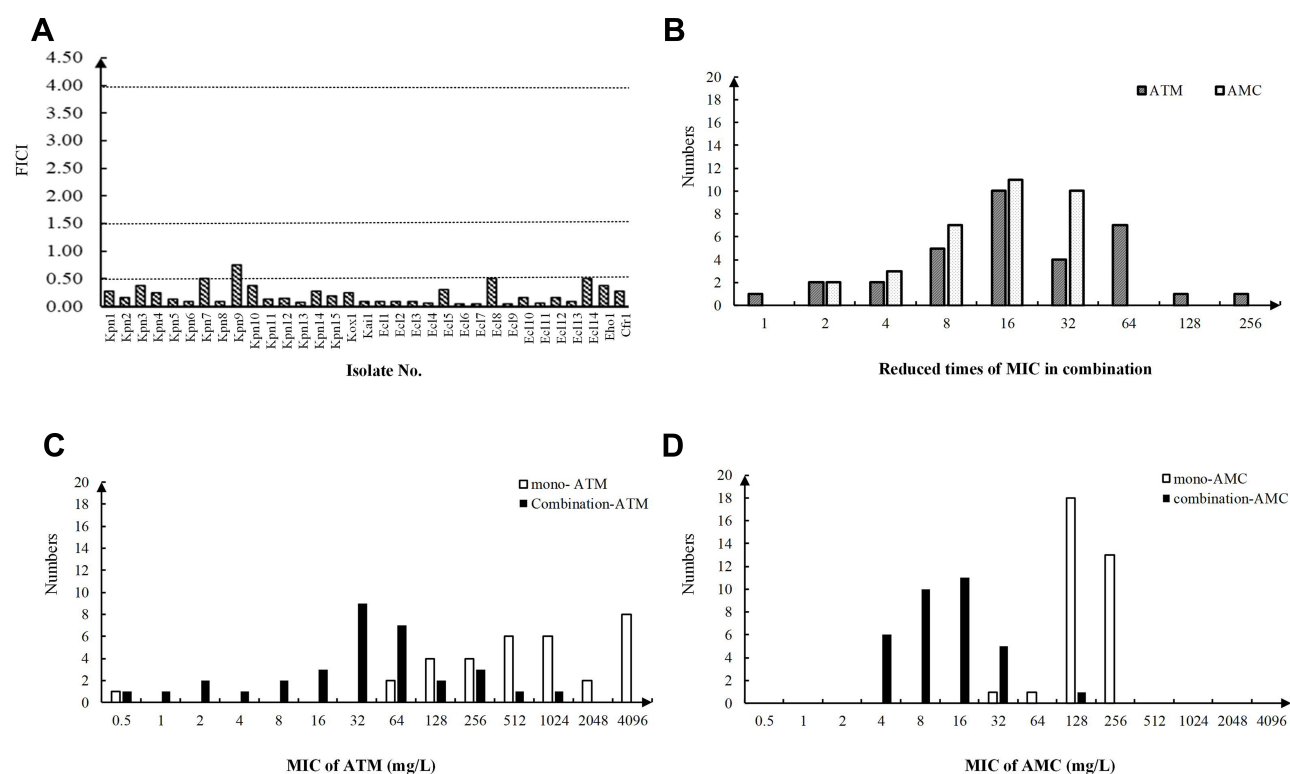 A
4.50
4.00
3.50
3.00
2.50
2.00
1.50
1.00
0.50
0.00
FICI
Kpn1
Kpn2
Kpn3
Kpn4
Kpn5
Kpn6
Kpn7
Kpn8
Kpn9
Kpn10
Kpn11
Kpn12
Kpn13
Kpn14
Kpn15
Kox1
Kai1
Ecl1
Ecl2
Ecl3
Ecl4
Ecl5
Ecl6
Ecl7
Ecl8
Ecl9
Ecl10
Ecl11
Ecl12
Ecl13
Ecl14
Eho1
Cfr1
Isolate No.
B
ATM AMC
20
18
16
14
12
10
8
6
4
2
0
Numbers
1 2 4 8 16 32 64 128 256
Reduced times of MIC in combination
C
mono- ATM
Combination-ATM
20
18
16
14
12
10
8
6
4
2
0
Numbers
0.5 1 2 4 8 16 32 64 128 256 512 1024 2048 4096
MIC of ATM (mg/L)
D
mono-AMC
combination-AMC
20
18
16
14
12
10
8
6
4
2
0
Numbers
0.5 1 2 4 8 16 32 64 128 256 512 1024 2048 4096
MIC of AMC (mg/L)